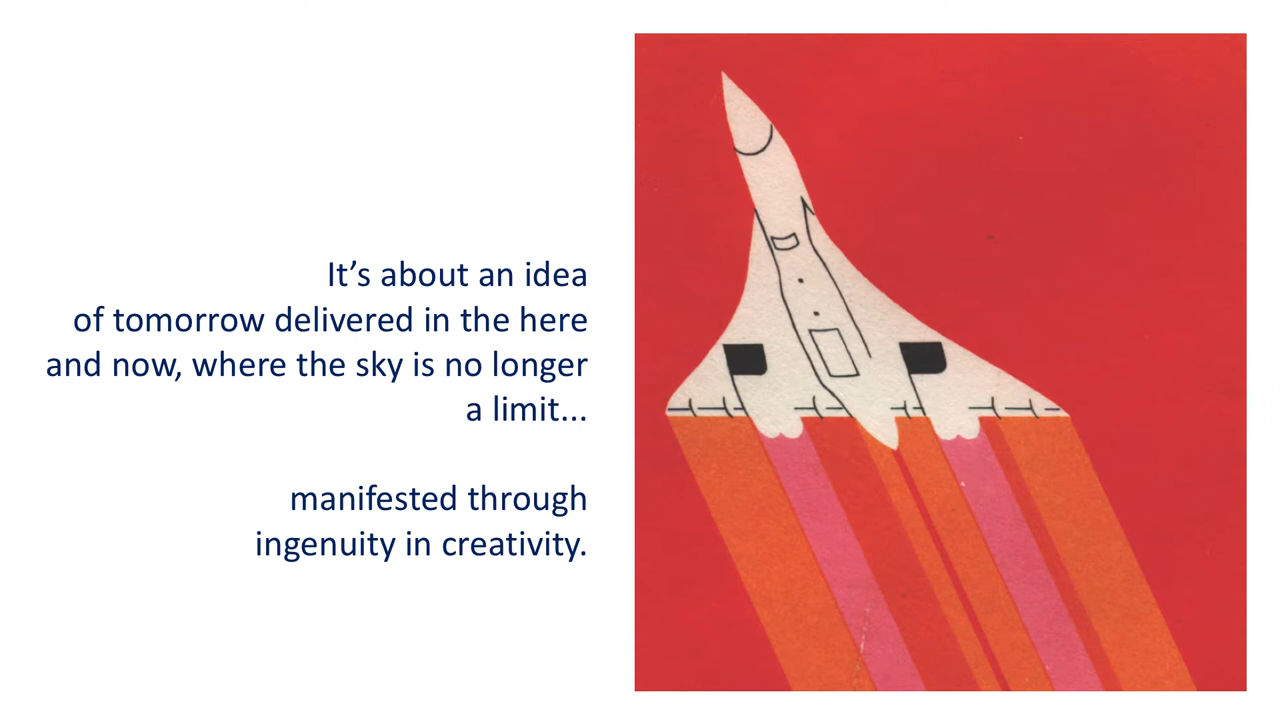 It’s about an idea
of tomorrow delivered in the here
and now, where the sky is no longer
a limit...
manifested through
ingenuity in creativity.